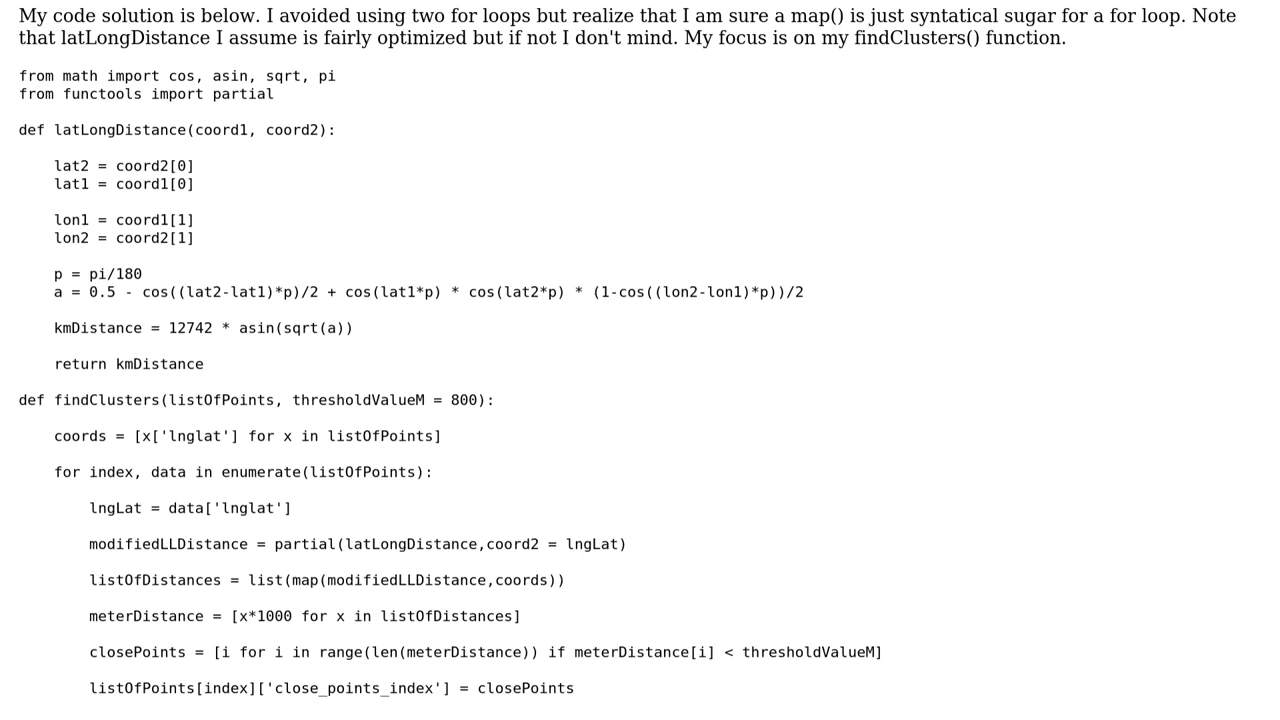 My code solution is below. I avoided using two for loops but realize that I am sure a map() is just syntatical sugar for a for loop. Note
that latLongDistance I assume is fairly optimized but if not I don't mind. My focus is on my findClusters() function.
from math import cos, asin, sqrt, pi
from functools import partial
def latLongDistance(coord1, coord2):
    lat2 = coord2[0]
    lat1 = coord1[0]
    lon1 = coord1[1]
    lon2 = coord2[1]
    p = pi/180
    a = 0.5 - cos((lat2-lat1)*p)/2 + cos(lat1*p) * cos(lat2*p) * (1-cos((lon2-lon1)*p))/2
    kmDistance = 12742 * asin(sqrt(a))
    return kmDistance
def findClusters(listOfPoints, thresholdValueM = 800):
    coords = [x['lnglat'] for x in listOfPoints]
    for index, data in enumerate(listOfPoints):
        lngLat = data['lnglat']
        modifiedLLDistance = partial(latLongDistance,coord2 = lngLat)
        listOfDistances = list(map(modifiedLLDistance,coords))
        meterDistance = [x*1000 for x in listOfDistances]
        closePoints = [i for i in range(len(meterDistance)) if meterDistance[i] < thresholdValueM]
        listOfPoints[index]['close_points_index'] = closePoints